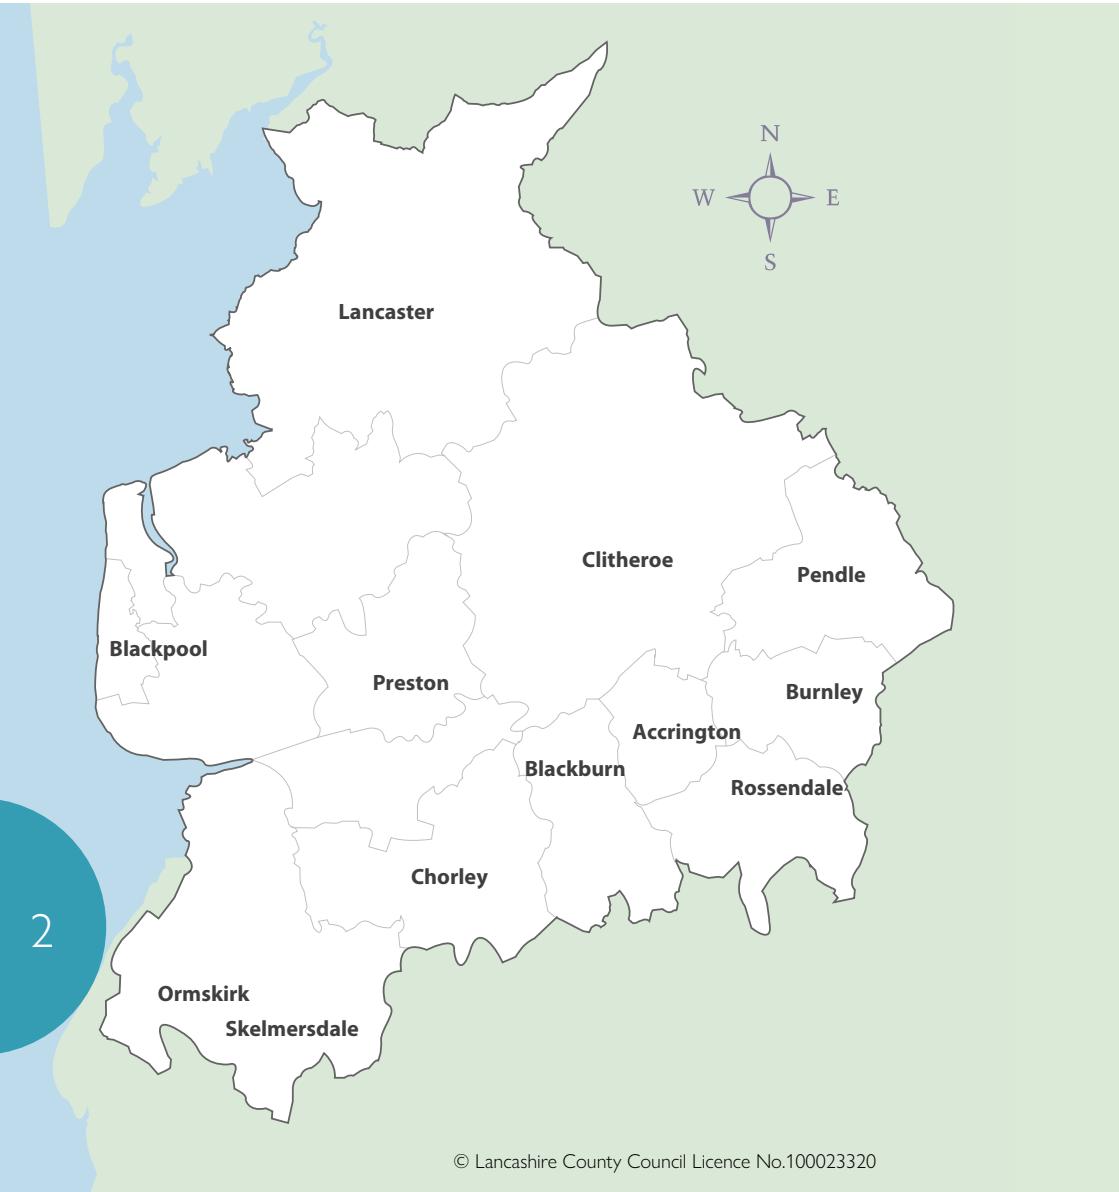 N
W E
S
Lancaster
Clitheroe
Pendle
Blackpool
Preston
Burnley
Accrington
Blackburn
Rossendale
Chorley
2
Ormskirk
Skelmersdale
© Lancashire County Council Licence No.100023320